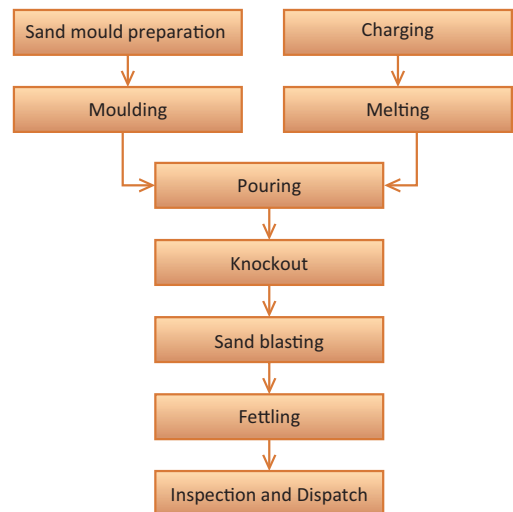 Sand mould preparation
Charging
Moulding
Melting
Pouring
Knockout
Sand blasting
Fettling
Inspection and Dispatch